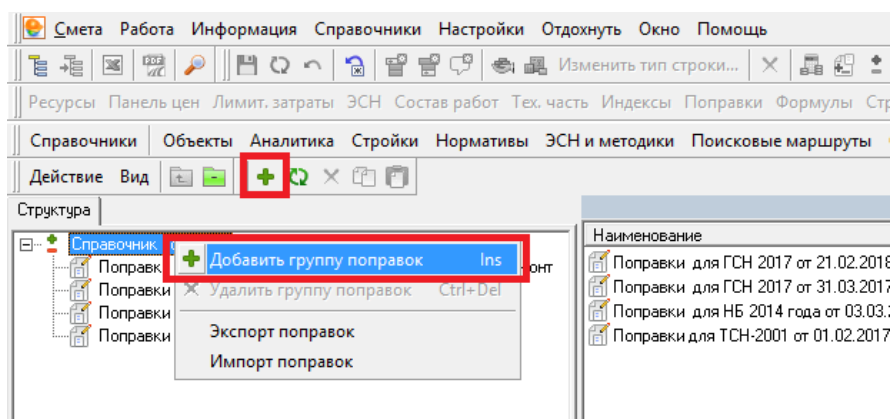 Смета Работа Информация Справочники Настройки Отдохнуть Окно Помощь
Изменить тип строки...
Ресурсы Панель цен Лимит. затраты ЭСН Состав работ Тех. часть Индексы Поправки Формулы Стр
Справочники Объекты Аналитика Стройки Нормативы ЭСН и методики Поисковые маршруты
Действие Вид
Структура
Справочник
Поправк
онт
Поправки
Поправки
Поправки
Добавить группу поправок Ins
Удалить группу поправок Ctrl+Del
Экспорт поправок
Импорт поправок
Наименование
Поправки для ГСН 2017 от 21.02.2018
Поправки для ГСН 2017 от 31.03.2017
Поправки для НБ 2014 года от 03.03.
Поправки для ТСН-2001 от 01.02.2017